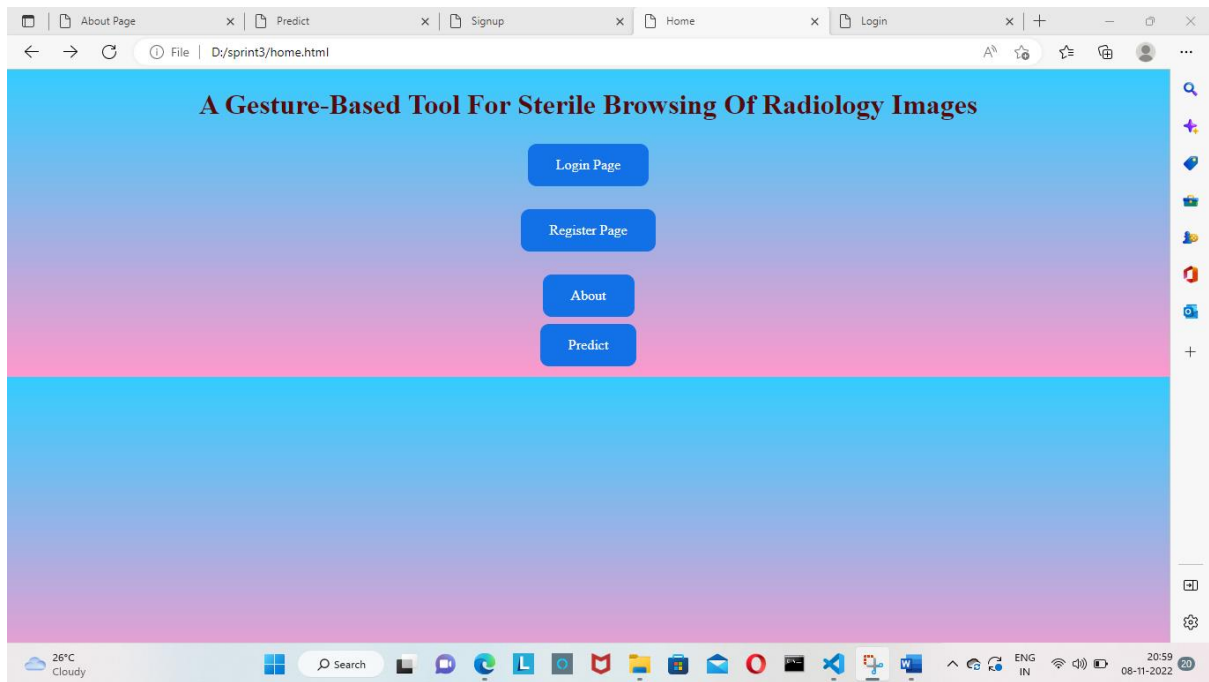 About Page
Predict
Signup
Home
Login
File | D:/sprint3/home.html
A Gesture-Based Tool For Sterile Browsing Of Radiology Images
Login Page
Register Page
About
Predict
26°C
Cloudy
Search
ENG
IN
20:59
08-11-2022
20